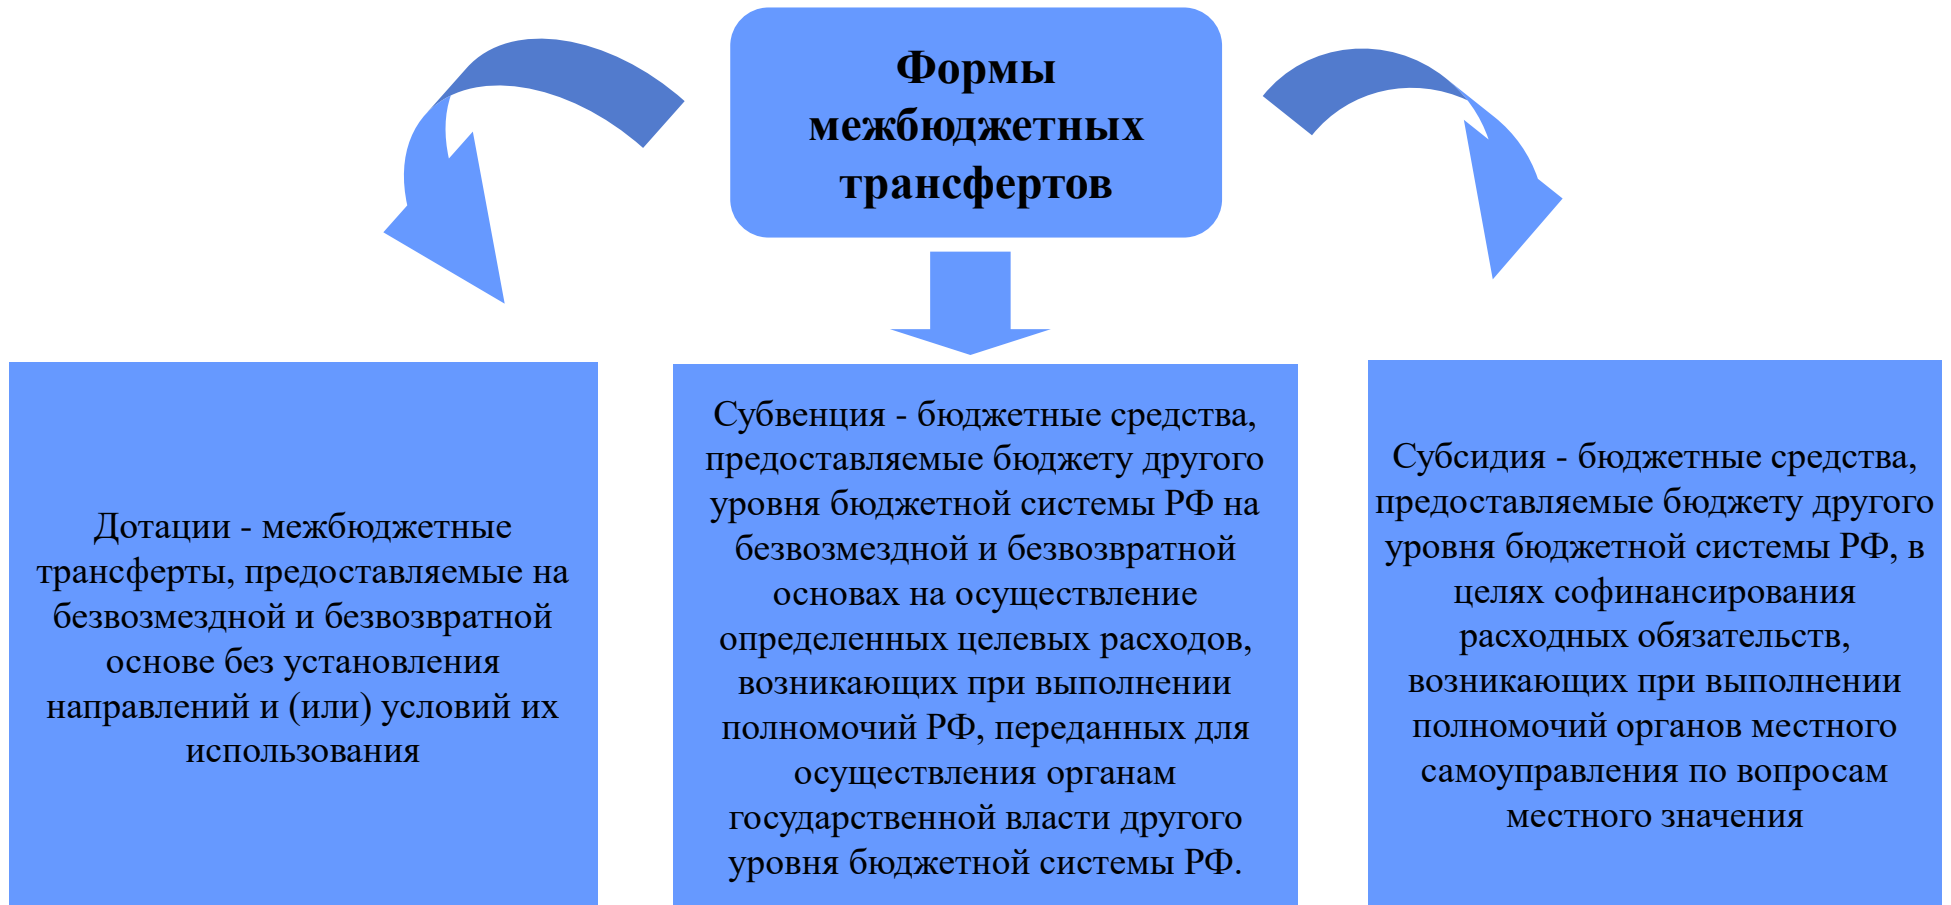 Формы
межбюджетных
трансфертов
Дотации - межбюджетные
трансферты, предоставляемые на
безвозмездной и безвозвратной
основе без установления
направлений и (или) условий их
использования
Субвенция - бюджетные средства,
предоставляемые бюджету другого
уровня бюджетной системы РФ на
безвозмездной и безвозвратной
основах на осуществление
определенных целевых расходов,
возникающих при выполнении
полномочий РФ, переданных для
осуществления органам
государственной власти другого
уровня бюджетной системы РФ.
Субсидия - бюджетные средства,
предоставляемые бюджету другого
уровня бюджетной системы РФ, в
целях софинансирования
расходных обязательств,
возникающих при выполнении
полномочий органов местного
самоуправления по вопросам
местного значения